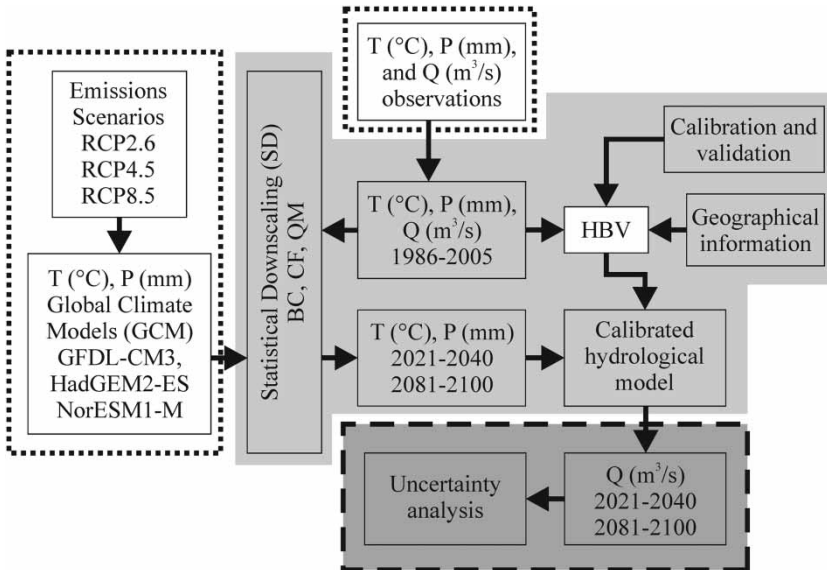 Emissions
Scenarios
RCP2.6
RCP4.5
RCP8.5
T (°C), P (mm)
Global Climate
Models (GCM)
GFDL-CM3,
HadGEM2-ES
NorESM1-M
Statistical Downscaling (SD)
BC, CF, QM
T (°C), P (mm),
and Q (m³/s)
observations
T (°C), P (mm),
Q (m³/s)
1986-2005
T (°C), P (mm)
2021-2040
2081-2100
Calibration and
validation
HBV
Geographical
information
Calibrated
hydrological
model
Q (m³/s)
2021-2040
2081-2100
Uncertainty
analysis